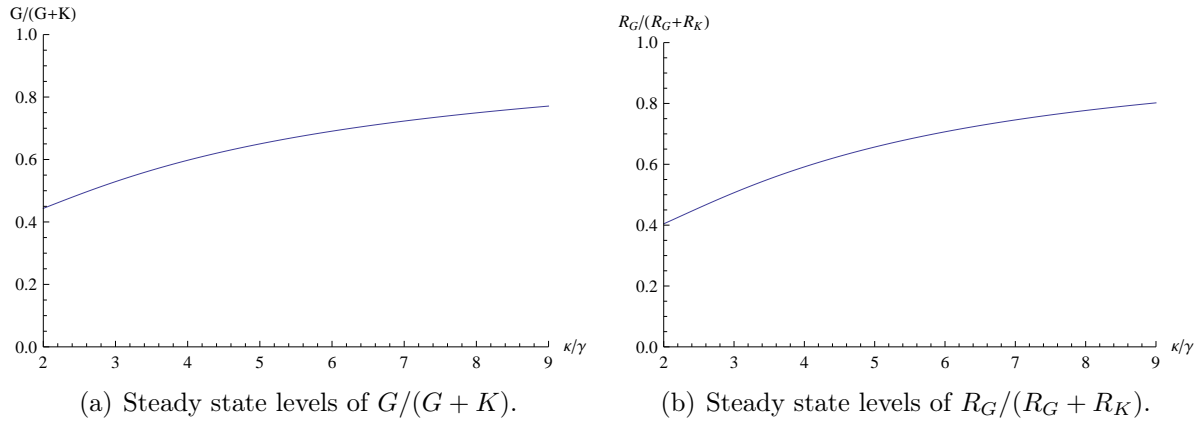 G/(G+K)
1.0
0.8
0.6
0.4
0.2
0.0
2 3 4 5 6 7 8 9
κ/γ
(a) Steady state levels of G/(G + K).
R_G/(R_G+R_K)
1.0
0.8
0.6
0.4
0.2
0.0
2 3 4 5 6 7 8 9
κ/γ
(b) Steady state levels of R_G/(R_G + R_K).